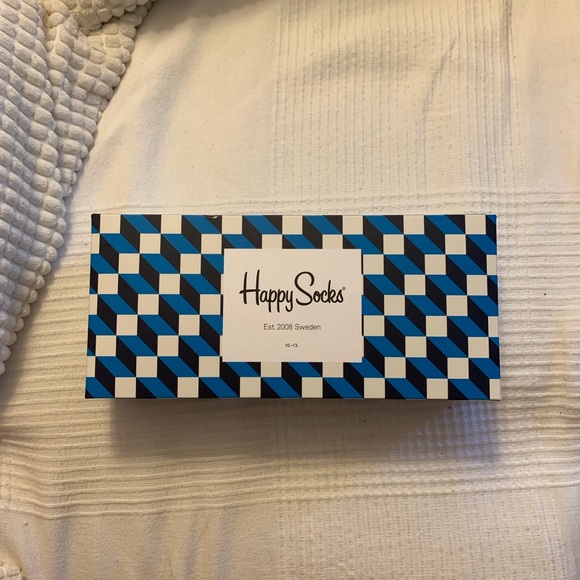 Happy Socks®
Est. 2008 Sweden
10–13